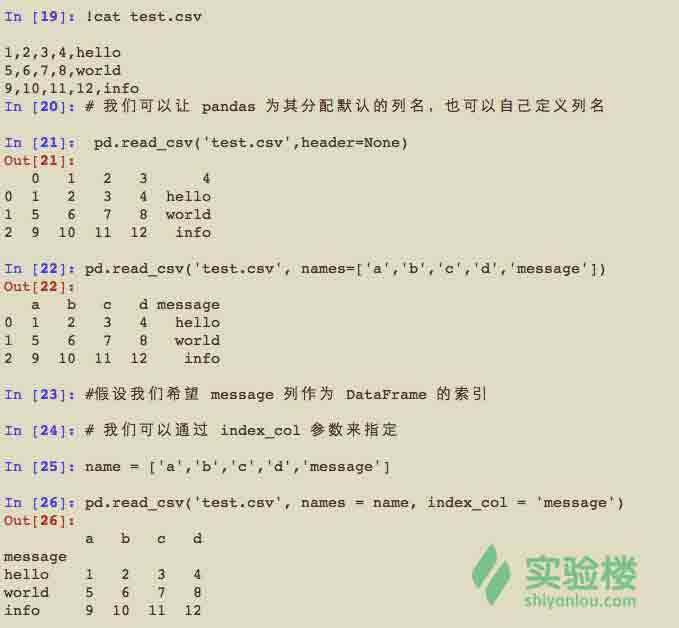 In [19]: !cat test.csv
1,2,3,4,hello
5,6,7,8,world
9,10,11,12,info
In [20]: # 我们可以让 pandas 为其分配默认的列名，也可以自己定义列名
In [21]:  pd.read_csv('test.csv',header=None)
Out[21]:
   0   1   2   3      4
0  1   2   3   4  hello
1  5   6   7   8  world
2  9  10  11  12   info
In [22]: pd.read_csv('test.csv', names=['a','b','c','d','message'])
Out[22]:
   a   b   c   d message
0  1   2   3   4   hello
1  5   6   7   8   world
2  9  10  11  12    info
In [23]: #假设我们希望 message 列作为 DataFrame 的索引
In [24]: # 我们可以通过 index_col 参数来指定
In [25]: name = ['a','b','c','d','message']
In [26]: pd.read_csv('test.csv', names = name, index_col = 'message')
Out[26]:
         a   b   c   d
message
hello    1   2   3   4
world    5   6   7   8
info     9  10  11  12
实验楼
shiyanlou.com